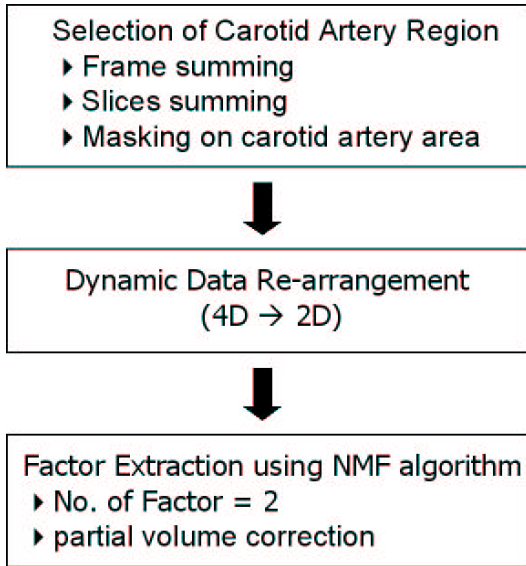 Selection of Carotid Artery Region
‣ Frame summing
‣ Slices summing
‣ Masking on carotid artery area
Dynamic Data Re-arrangement
(4D → 2D)
Factor Extraction using NMF algorithm
‣ No. of Factor = 2
‣ partial volume correction